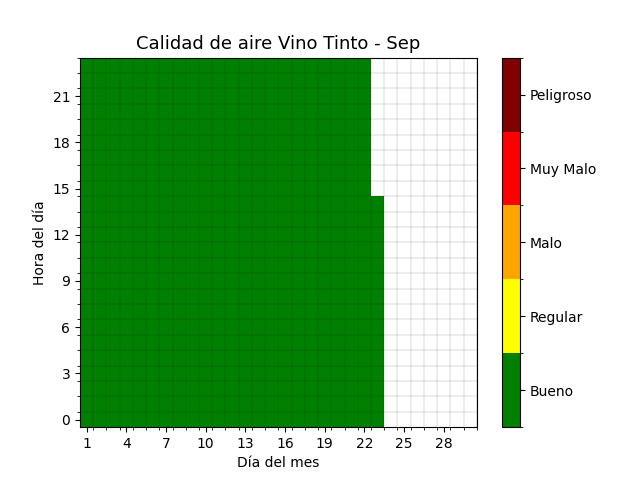 Calidad de aire Vino Tinto - Sep
Hora del día
21
18
15
12
9
6
3
0
1 4 7 10 13 16 19 22 25 28
Día del mes
Peligroso
Muy Malo
Malo
Regular
Bueno